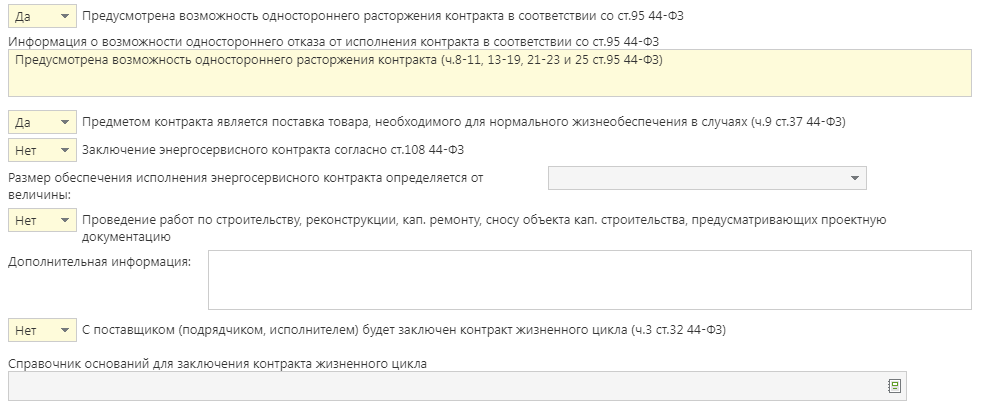 Да Предусмотрена возможность одностороннего расторжения контракта в соответствии со ст.95 44-ФЗ
Информация о возможности одностороннего отказа от исполнения контракта в соответствии со ст.95 44-ФЗ
Предусмотрена возможность одностороннего расторжения контракта (ч.8-11, 13-19, 21-23 и 25 ст.95 44-ФЗ)
Да Предметом контракта является поставка товара, необходимого для нормального жизнеобеспечения в случаях (ч.9 ст.37 44-ФЗ)
Нет Заключение энергосервисного контракта согласно ст.108 44-ФЗ
Размер обеспечения исполнения энергосервисного контракта определяется от
величины:
Нет Проведение работ по строительству, реконструкции, кап. ремонту, сносу объекта кап. строительства, предусматривающих проектную
документацию
Дополнительная информация:
Нет С поставщиком (подрядчиком, исполнителем) будет заключен контракт жизненного цикла (ч.3 ст.32 44-ФЗ)
Справочник оснований для заключения контракта жизненного цикла